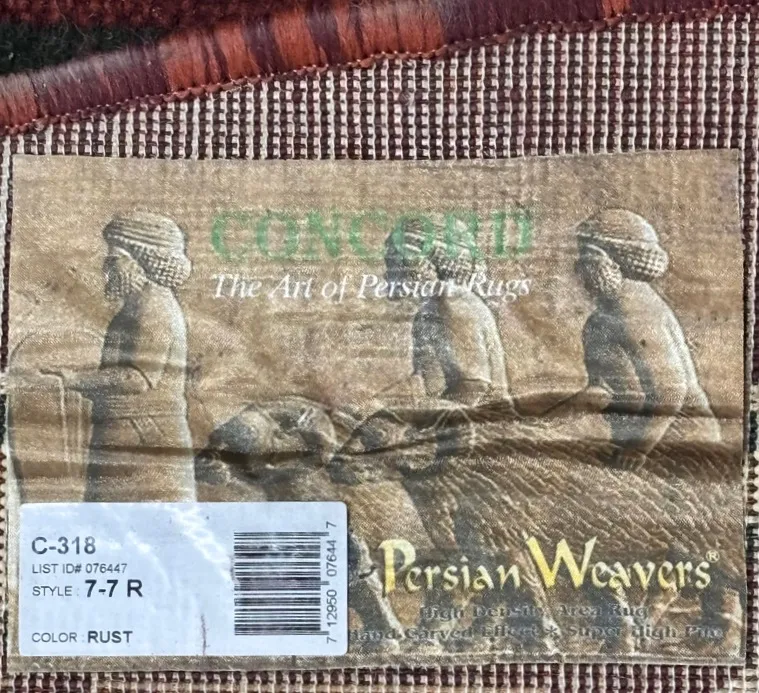 CONCORD
The Art of Persian Rugs
C-318
LIST ID# 076447
STYLE : 7-7 R
COLOR : RUST
7 12950 07644 7
Persian Weavers®
High Density Area Rug
Hand Carved Effect & Super High Pile